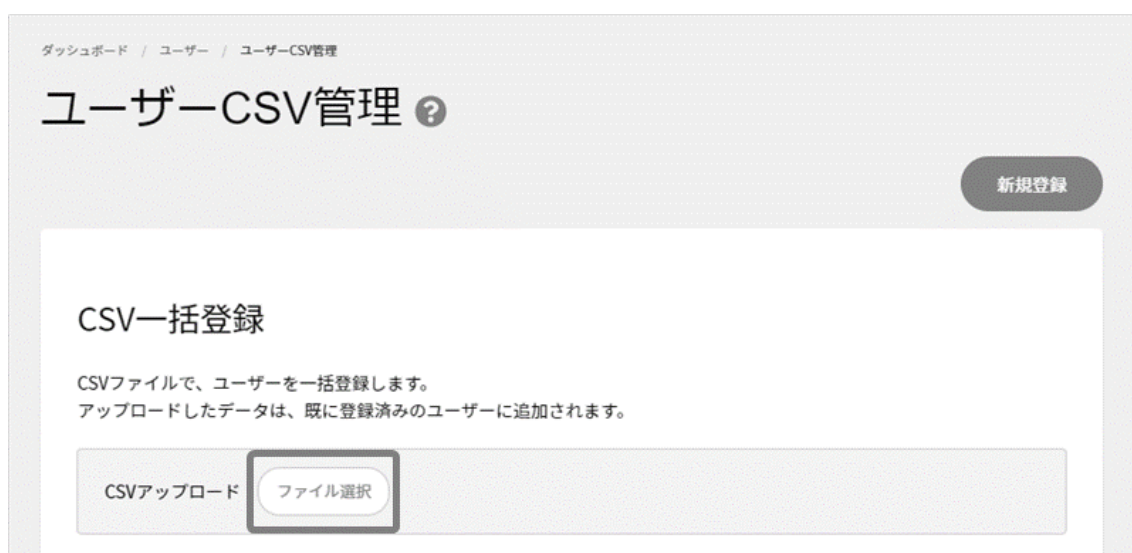 ダッシュボード / ユーザー / ユーザーCSV管理
ユーザーCSV管理 ?
新規登録
CSV一括登録
CSVファイルで、ユーザーを一括登録します。
アップロードしたデータは、既に登録済みのユーザーに追加されます。
CSVアップロード ファイル選択